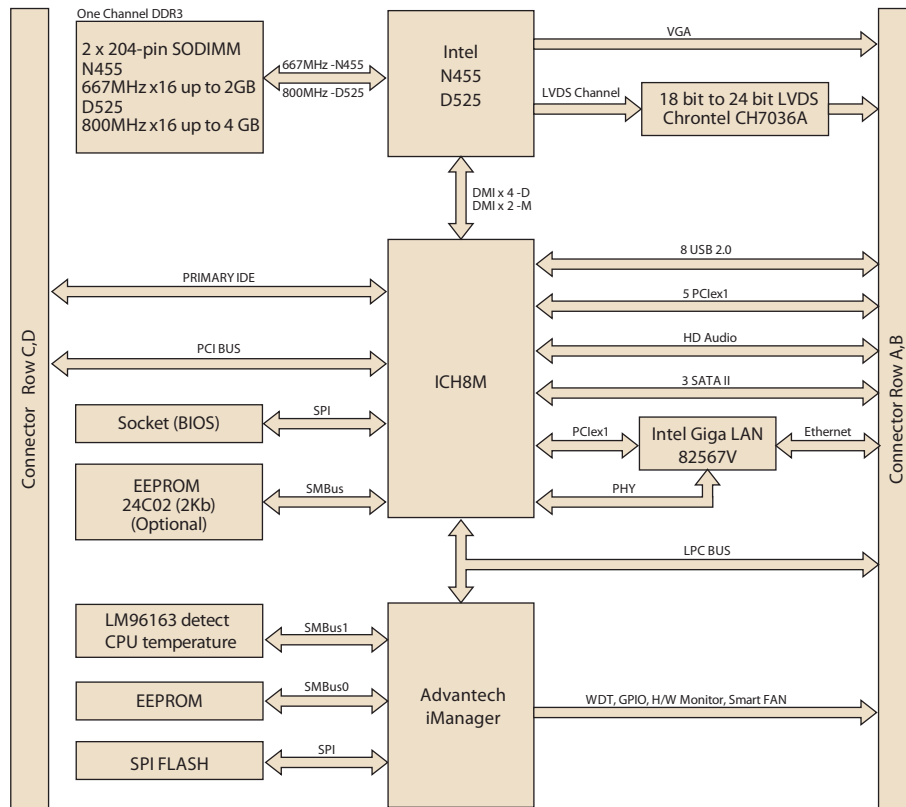 One Channel DDR3
2 x 204-pin SODIMM
N455
667MHz x16 up to 2GB
D525
800MHz x16 up to 4 GB
667MHz -N455
800MHz -D525
Intel
N455
D525
VGA
LVDS Channel
18 bit to 24 bit LVDS
Chrontel CH7036A
DMI x 4 -D
DMI x 2 -M
Connector Row C,D
PRIMARY IDE
PCI BUS
Socket (BIOS)
SPI
EEPROM
24C02 (2Kb)
(Optional)
SMBus
ICH8M
8 USB 2.0
5 PCIex1
HD Audio
3 SATA II
PCIex1
Intel Giga LAN
82567V
Ethernet
PHY
Connector Row A,B
LPC BUS
LM96163 detect
CPU temperature
SMBus1
EEPROM
SMBus0
SPI FLASH
SPI
Advantech
iManager
WDT, GPIO, H/W Monitor, Smart FAN